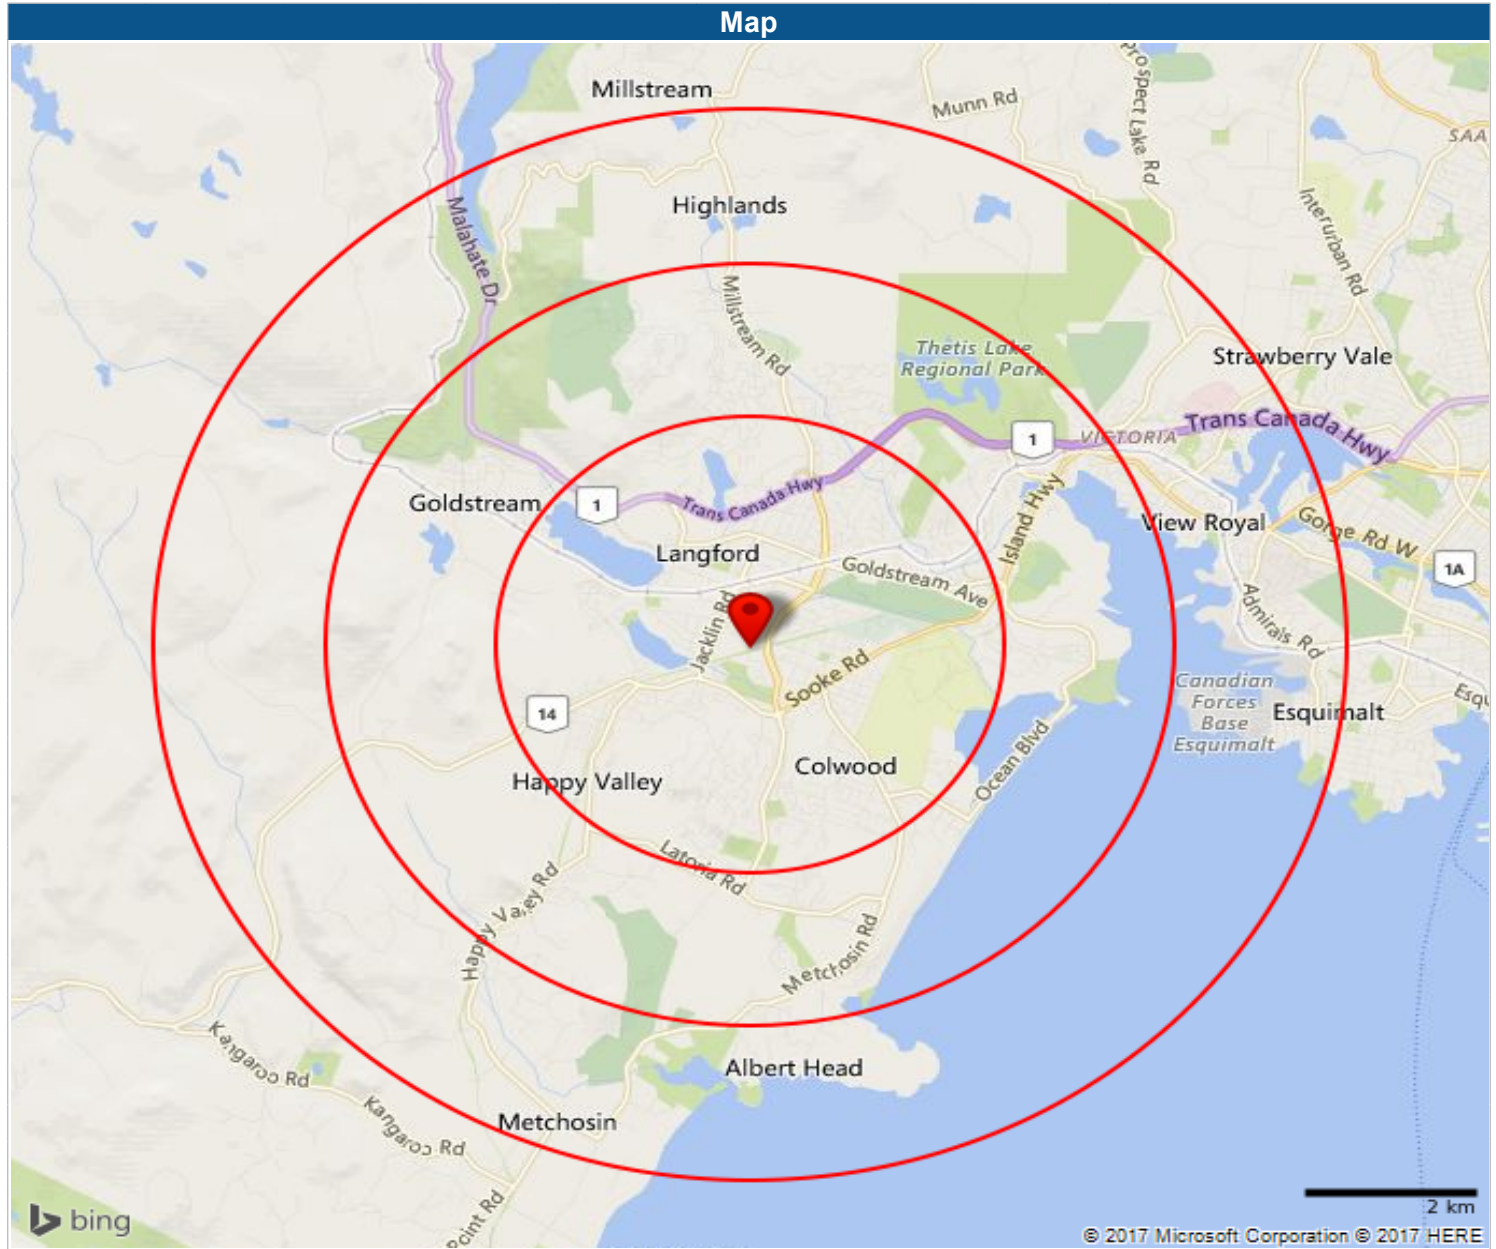 Map
Millstream
Munn Rd
Prospect Lake Rd
SAA
Highlands
Malahate Dr
Interurban Rd
Millstream Rd
Thetis Lake
Regional Park
Strawberry Vale
Trans Canada Hwy
1
VICTORIA
Goldstream
1
Trans Canada Hwy
Island Hwy
View Royal
Gorge Rd W
Langford
1A
Goldstream Ave
Jacklin Rd
Admirals Rd
Sooke Rd
Canadian
Forces
Base
Esquimalt
Esqu
14
Esquimalt
Ocean Blvd
Happy Valley
Colwood
Latoria Rd
Happy Valley Rd
Metchosin Rd
Kangaroo Rd
Albert Head
Kangaroo Rd
Metchosin
Point Rd
bing
2 km
© 2017 Microsoft Corporation © 2017 HERE